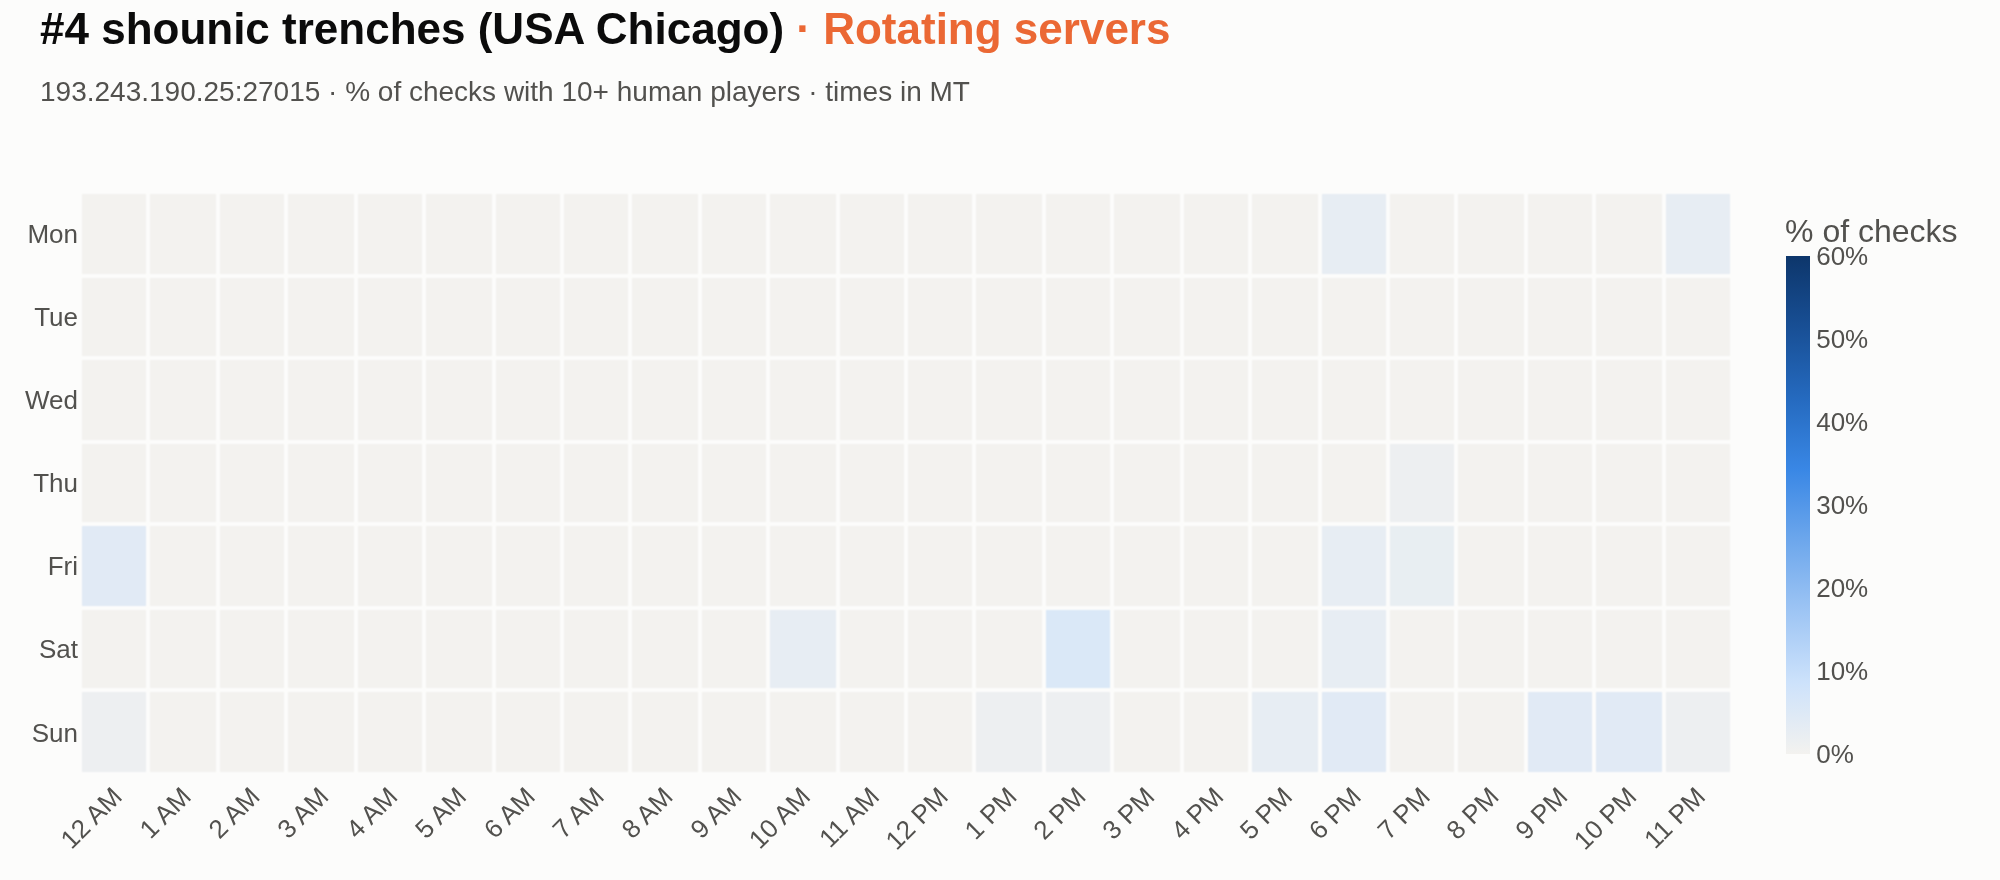 #4 shounic trenches (USA Chicago) · Rotating servers
193.243.190.25:27015 · % of checks with 10+ human players · times in MT
% of checks
60%
50%
40%
30%
20%
10%
0%
Mon
Tue
Wed
Thu
Fri
Sat
Sun
12 AM
1 AM
2 AM
3 AM
4 AM
5 AM
6 AM
7 AM
8 AM
9 AM
10 AM
11 AM
12 PM
1 PM
2 PM
3 PM
4 PM
5 PM
6 PM
7 PM
8 PM
9 PM
10 PM
11 PM